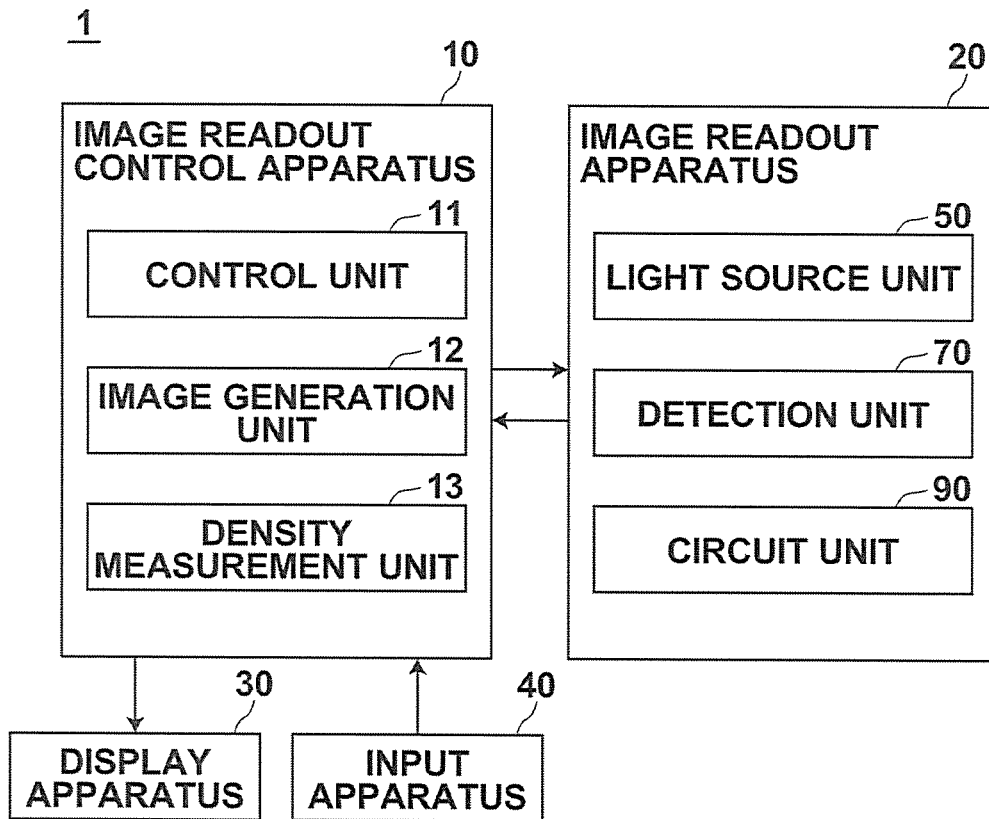 1
10
IMAGE READOUT
CONTROL APPARATUS
11
CONTROL UNIT
12
IMAGE GENERATION
UNIT
13
DENSITY
MEASUREMENT UNIT
20
IMAGE READOUT
APPARATUS
50
LIGHT SOURCE UNIT
70
DETECTION UNIT
90
CIRCUIT UNIT
30
DISPLAY
APPARATUS
40
INPUT
APPARATUS